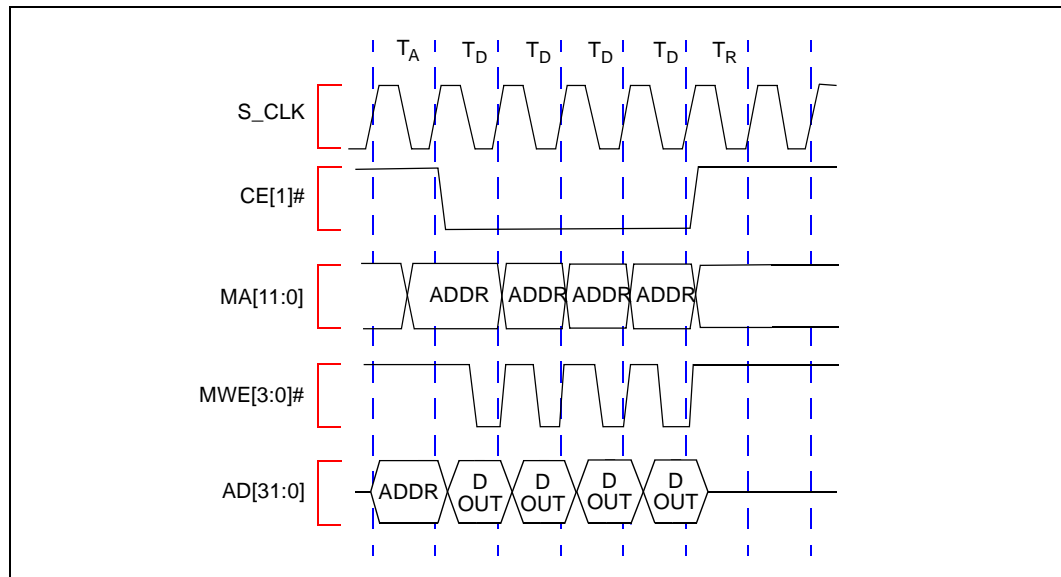 T_A T_D T_D T_D T_D T_R
S_CLK
CE[1]#
MA[11:0] ADDR ADDR ADDR ADDR
MWE[3:0]#
AD[31:0] ADDR D OUT D OUT D OUT D OUT